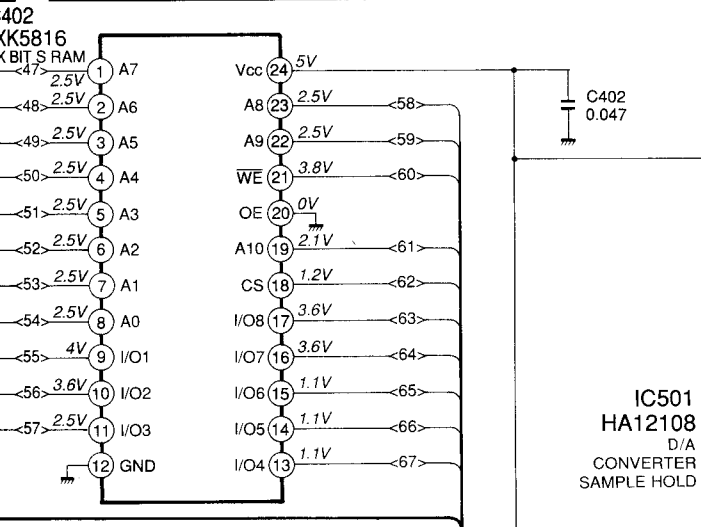 402
XK5816
K BIT S RAM
<47> 2.5V 1 A7
<48> 2.5V 2 A6
<49> 2.5V 3 A5
<50> 2.5V 4 A4
<51> 2.5V 5 A3
<52> 2.5V 6 A2
<53> 2.5V 7 A1
<54> 2.5V 8 A0
<55> 4V 9 I/O1
<56> 3.6V 10 I/O2
<57> 2.5V 11 I/O3
12 GND
Vcc 24 5V
A8 23 2.5V <58>
A9 22 2.5V <59>
WE 21 3.8V <60>
OE 20 0V
A10 19 2.1V <61>
CS 18 1.2V <62>
I/O8 17 3.6V <63>
I/O7 16 3.6V <64>
I/O6 15 1.1V <65>
I/O5 14 1.1V <66>
I/O4 13 1.1V <67>
C402
0.047
IC501
HA12108
D/A
CONVERTER
SAMPLE HOLD